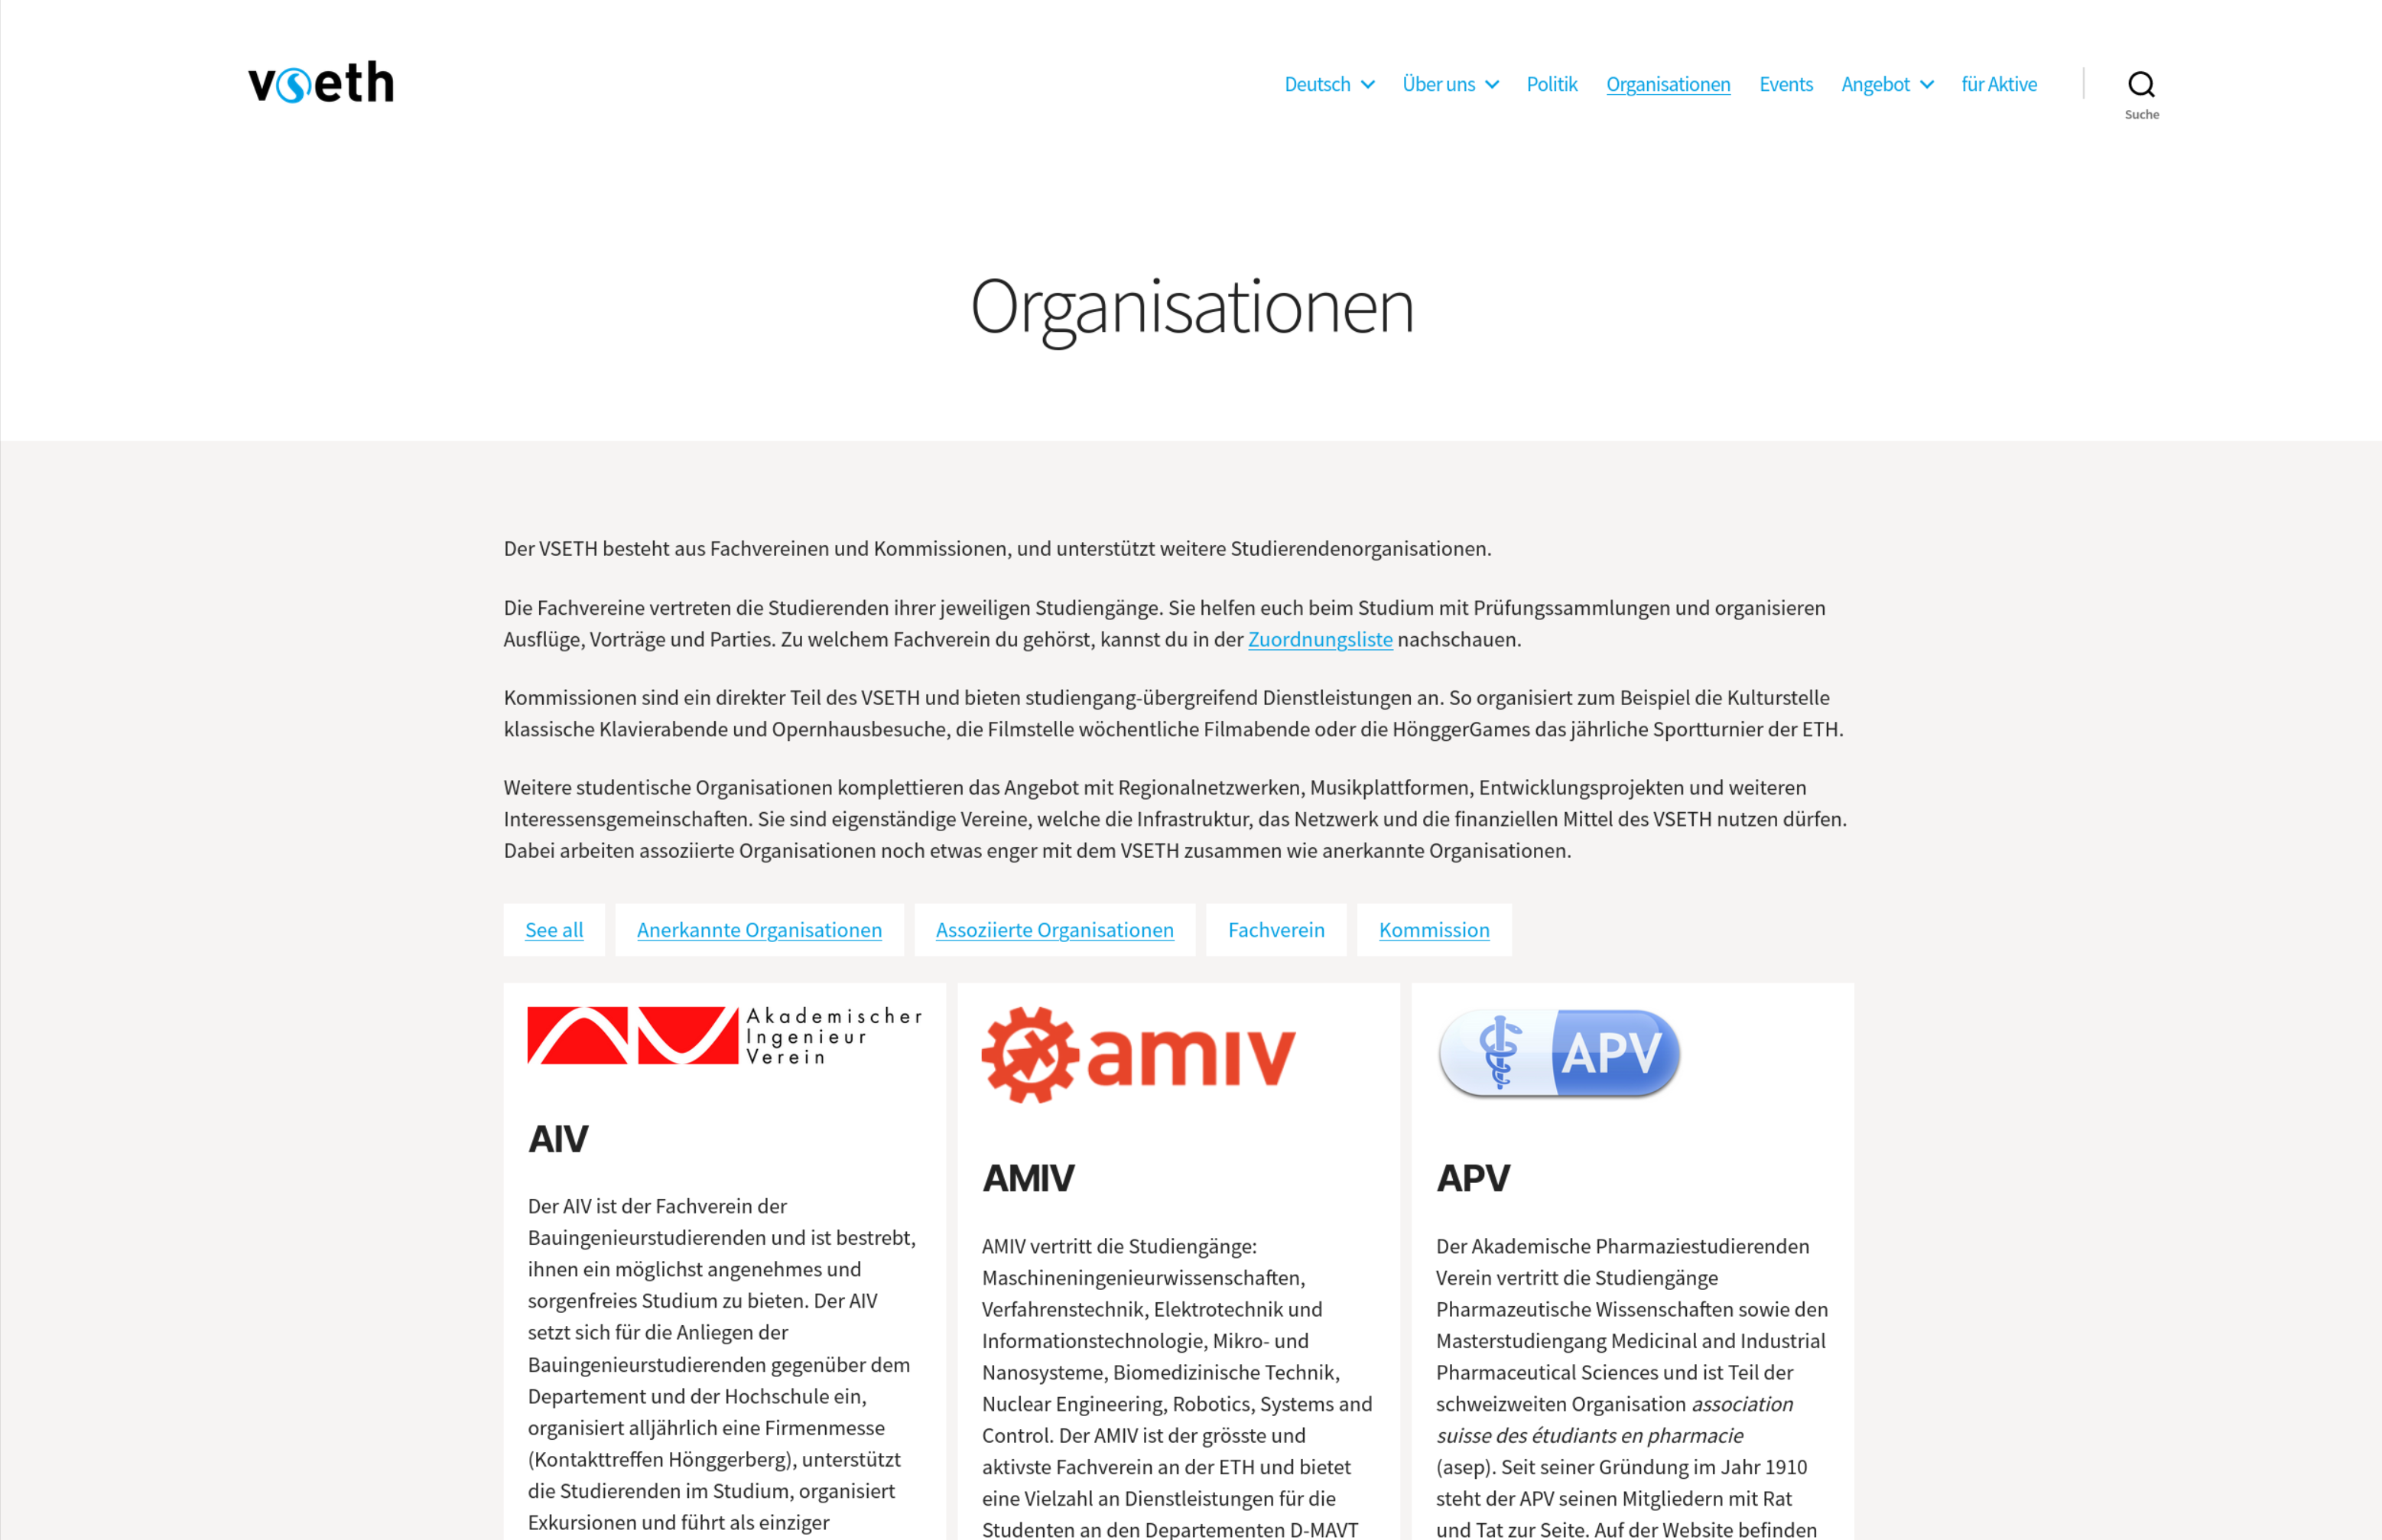 vseth
Deutsch Über uns Politik Organisationen Events Angebot für Aktive
Suche
Organisationen
Der VSETH besteht aus Fachvereinen und Kommissionen, und unterstützt weitere Studierendenorganisationen.
Die Fachvereine vertreten die Studierenden ihrer jeweiligen Studiengänge. Sie helfen euch beim Studium mit Prüfungssammlungen und organisieren
Ausflüge, Vorträge und Parties. Zu welchem Fachverein du gehörst, kannst du in der Zuordnungsliste nachschauen.
Kommissionen sind ein direkter Teil des VSETH und bieten studiengang-übergreifend Dienstleistungen an. So organisiert zum Beispiel die Kulturstelle
klassische Klavierabende und Opernhausbesuche, die Filmstelle wöchentliche Filmabende oder die HönggerGames das jährliche Sportturnier der ETH.
Weitere studentische Organisationen komplettieren das Angebot mit Regionalnetzwerken, Musikplattformen, Entwicklungsprojekten und weiteren
Interessensgemeinschaften. Sie sind eigenständige Vereine, welche die Infrastruktur, das Netzwerk und die finanziellen Mittel des VSETH nutzen dürfen.
Dabei arbeiten assoziierte Organisationen noch etwas enger mit dem VSETH zusammen wie anerkannte Organisationen.
See all Anerkannte Organisationen Assoziierte Organisationen Fachverein Kommission
Akademischer
Ingenieur
Verein
AIV
Der AIV ist der Fachverein der
Bauingenieurstudierenden und ist bestrebt,
ihnen ein möglichst angenehmes und
sorgenfreies Studium zu bieten. Der AIV
setzt sich für die Anliegen der
Bauingenieurstudierenden gegenüber dem
Departement und der Hochschule ein,
organisiert alljährlich eine Firmenmesse
(Kontakttreffen Hönggerberg), unterstützt
die Studierenden im Studium, organisiert
Exkursionen und führt als einziger
amiv
AMIV
AMIV vertritt die Studiengänge:
Maschineningenieurwissenschaften,
Verfahrenstechnik, Elektrotechnik und
Informationstechnologie, Mikro- und
Nanosysteme, Biomedizinische Technik,
Nuclear Engineering, Robotics, Systems and
Control. Der AMIV ist der grösste und
aktivste Fachverein an der ETH und bietet
eine Vielzahl an Dienstleistungen für die
Studenten an den Departementen D-MAVT
APV
APV
Der Akademische Pharmaziestudierenden
Verein vertritt die Studiengänge
Pharmazeutische Wissenschaften sowie den
Masterstudiengang Medicinal and Industrial
Pharmaceutical Sciences und ist Teil der
schweizweiten Organisation association
suisse des étudiants en pharmacie
(asep). Seit seiner Gründung im Jahr 1910
steht der APV seinen Mitgliedern mit Rat
und Tat zur Seite. Auf der Website befinden